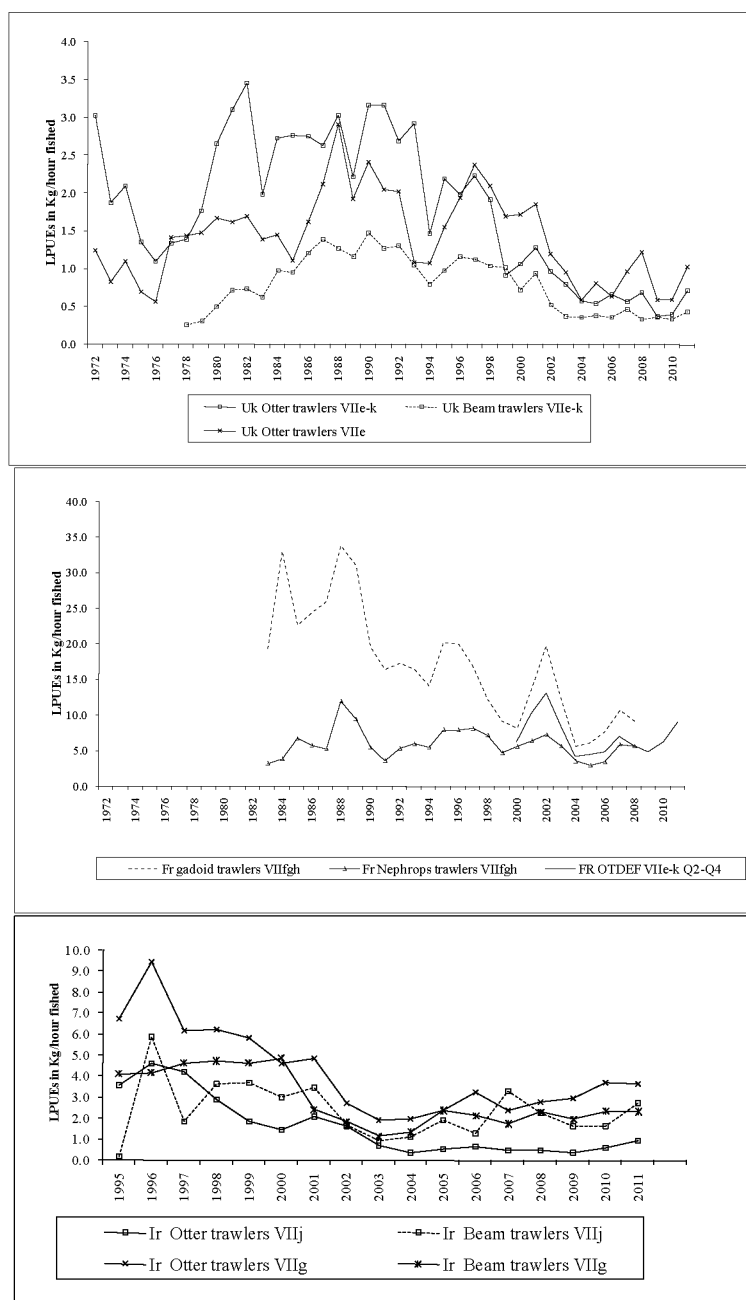 LPUEs in Kg/hour fished
4.0
3.5
3.0
2.5
2.0
1.5
1.0
0.5
0.0
1972 1974 1976 1978 1980 1982 1984 1986 1988 1990 1992 1994 1996 1998 2000 2002 2004 2006 2008 2010
Uk Otter trawlers VIIe-k Uk Beam trawlers VIIe-k
Uk Otter trawlers VIIe
LPUEs in Kg/hour fished
40.0
35.0
30.0
25.0
20.0
15.0
10.0
5.0
0.0
1972 1974 1976 1978 1980 1982 1984 1986 1988 1990 1992 1994 1996 1998 2000 2002 2004 2006 2008 2010
Fr gadoid trawlers VIIfgh Fr Nephrops trawlers VIIfgh FR OTDEF VIIe-k Q2-Q4
LPUEs in Kg/hour fished
10.0
9.0
8.0
7.0
6.0
5.0
4.0
3.0
2.0
1.0
0.0
1995 1996 1997 1998 1999 2000 2001 2002 2003 2004 2005 2006 2007 2008 2009 2010 2011
Ir Otter trawlers VIIj Ir Beam trawlers VIIj
Ir Otter trawlers VIIg Ir Beam trawlers VIIg